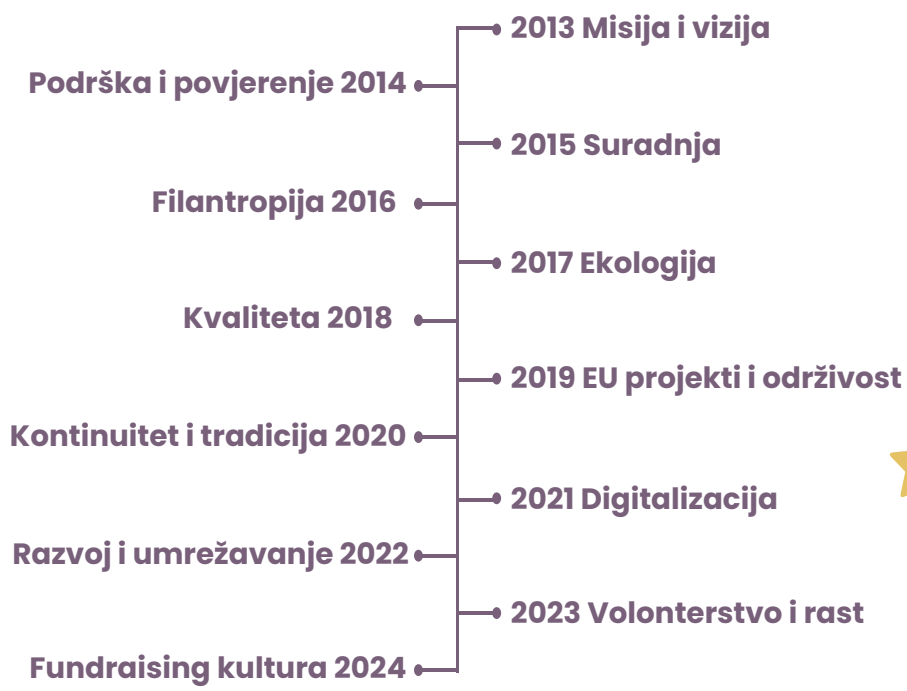 2013 Misija i vizija
Podrška i povjerenje 2014
2015 Suradnja
Filantropija 2016
2017 Ekologija
Kvaliteta 2018
2019 EU projekti i održivost
Kontinuitet i tradicija 2020
2021 Digitalizacija
Razvoj i umrežavanje 2022
2023 Volonterstvo i rast
Fundraising kultura 2024